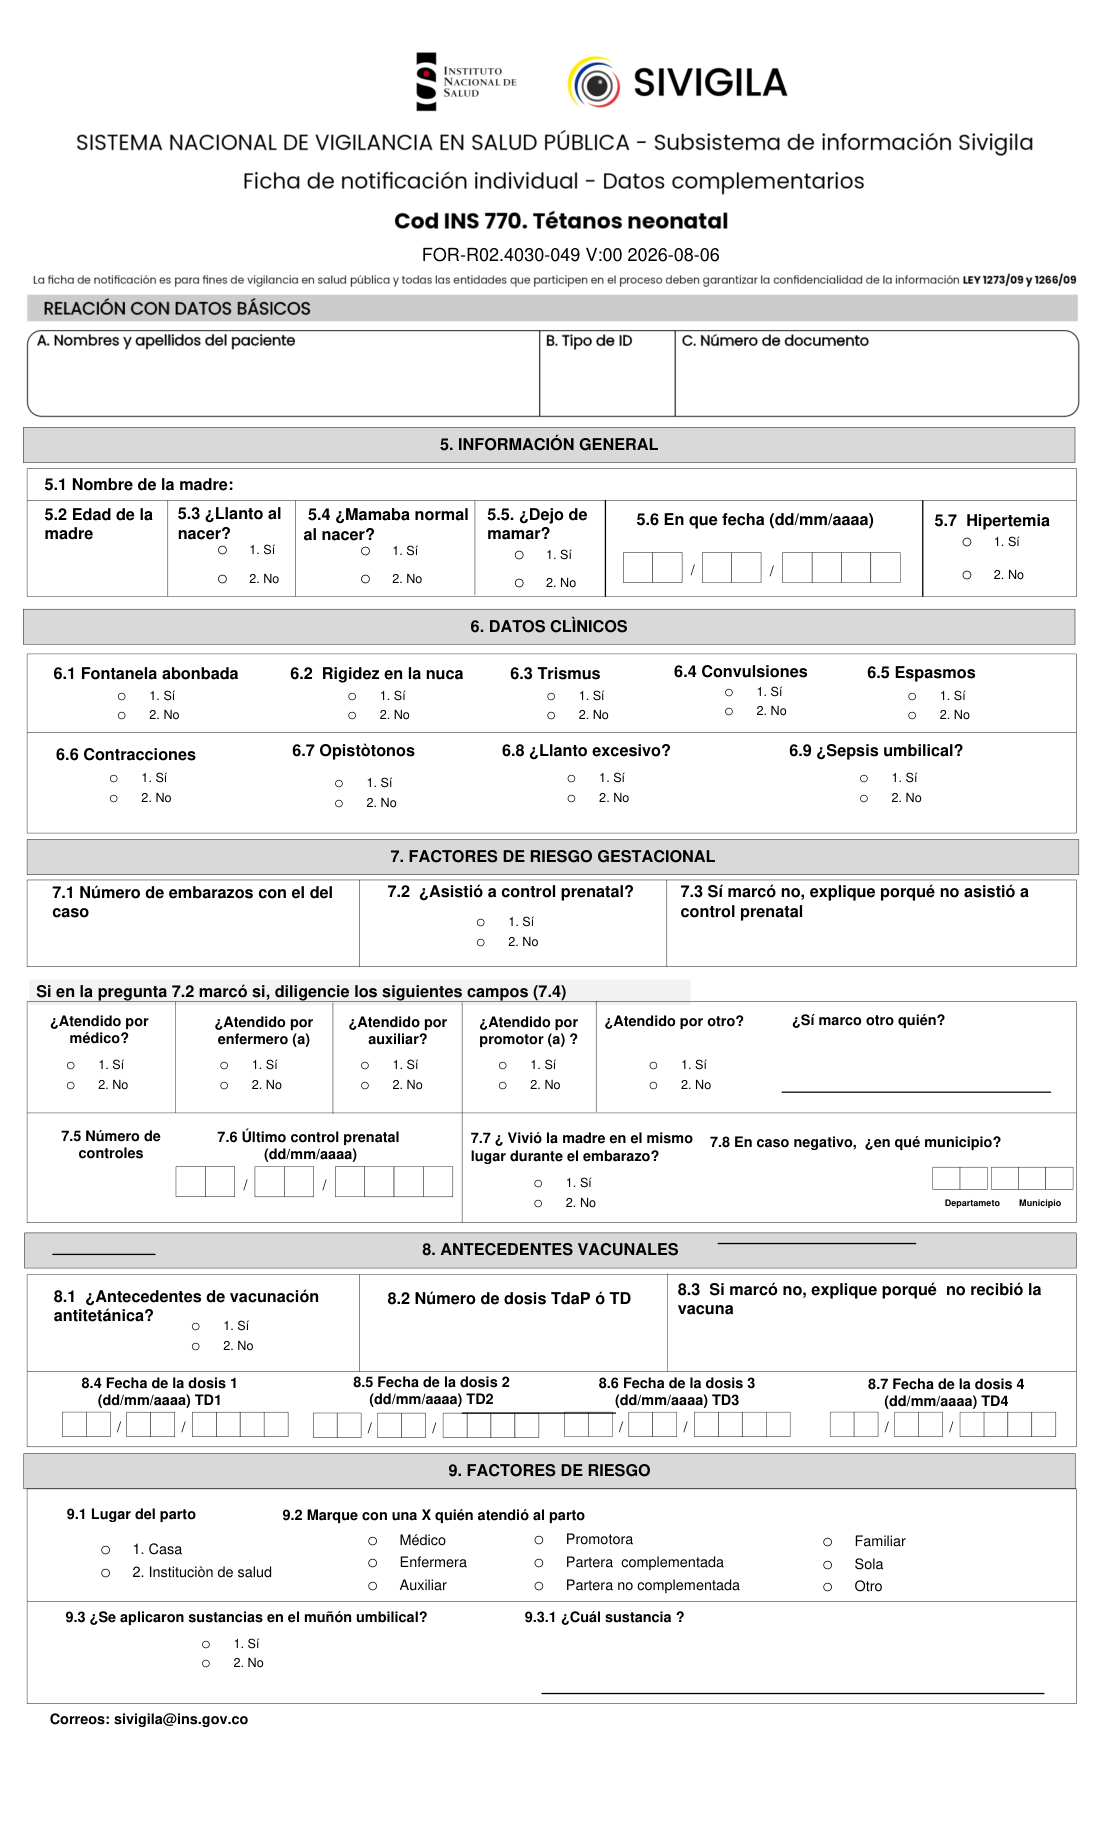 INSTITUTO
NACIONAL DE
SALUD
SIVIGILA
SISTEMA NACIONAL DE VIGILANCIA EN SALUD PÚBLICA - Subsistema de información Sivigila
Ficha de notificación individual - Datos complementarios
Cod INS 770. Tétanos neonatal
FOR-R02.4030-049 V:00 2026-08-06
La ficha de notificación es para fines de vigilancia en salud pública y todas las entidades que participen en el proceso deben garantizar la confidencialidad de la información LEY 1273/09 y 1266/09
RELACIÓN CON DATOS BÁSICOS
A. Nombres y apellidos del paciente B. Tipo de ID C. Número de documento
5. INFORMACIÓN GENERAL
5.1 Nombre de la madre:
5.2 Edad de la
madre
5.3 ¿Llanto al
nacer?
1. Sí
2. No
5.4 ¿Mamaba normal
al nacer?
1. Sí
2. No
5.5. ¿Dejo de
mamar?
1. Sí
2. No
5.6 En que fecha (dd/mm/aaaa)
/ /
5.7 Hipertemia
1. Sí
2. No
6. DATOS CLÌNICOS
6.1 Fontanela abonbada
1. Sí
2. No
6.2 Rigidez en la nuca
1. Sí
2. No
6.3 Trismus
1. Sí
2. No
6.4 Convulsiones
1. Sí
2. No
6.5 Espasmos
1. Sí
2. No
6.6 Contracciones
1. Sí
2. No
6.7 Opistòtonos
1. Sí
2. No
6.8 ¿Llanto excesivo?
1. Sí
2. No
6.9 ¿Sepsis umbilical?
1. Sí
2. No
7. FACTORES DE RIESGO GESTACIONAL
7.1 Número de embarazos con el del
caso
7.2 ¿Asistió a control prenatal?
1. Sí
2. No
7.3 Sí marcó no, explique porqué no asistió a
control prenatal
Si en la pregunta 7.2 marcó si, diligencie los siguientes campos (7.4)
¿Atendido por
médico?
1. Sí
2. No
¿Atendido por
enfermero (a)
1. Sí
2. No
¿Atendido por
auxiliar?
1. Sí
2. No
¿Atendido por
promotor (a) ?
1. Sí
2. No
¿Atendido por otro?
1. Sí
2. No
¿Sí marco otro quién?
7.5 Número de
controles
7.6 Último control prenatal
(dd/mm/aaaa)
/ /
7.7 ¿ Vivió la madre en el mismo
lugar durante el embarazo?
1. Sí
2. No
7.8 En caso negativo, ¿en qué municipio?
Departameto Municipio
8. ANTECEDENTES VACUNALES
8.1 ¿Antecedentes de vacunación
antitetánica?
1. Sí
2. No
8.2 Número de dosis TdaP ó TD
8.3 Si marcó no, explique porqué no recibió la
vacuna
8.4 Fecha de la dosis 1
(dd/mm/aaaa) TD1
/ /
8.5 Fecha de la dosis 2
(dd/mm/aaaa) TD2
/ /
8.6 Fecha de la dosis 3
(dd/mm/aaaa) TD3
/ /
8.7 Fecha de la dosis 4
(dd/mm/aaaa) TD4
/ /
9. FACTORES DE RIESGO
9.1 Lugar del parto
1. Casa
2. Instituciòn de salud
9.2 Marque con una X quién atendió al parto
Médico
Enfermera
Auxiliar
Promotora
Partera complementada
Partera no complementada
Familiar
Sola
Otro
9.3 ¿Se aplicaron sustancias en el muñón umbilical?
1. Sí
2. No
9.3.1 ¿Cuál sustancia ?
Correos: sivigila@ins.gov.co